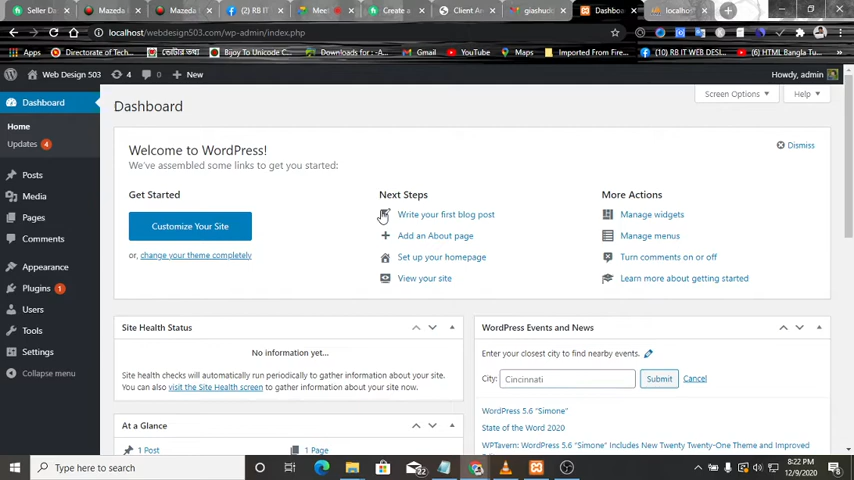 Seller Da
Mazeda
Mazeda
(2) RB IT
Meet
Create a
Client Ar
giashud
Dashbo
localho
localhost/webdesign503.com/wp-admin/index.php
Apps
Directorate of Tech...
ভোটার তথ্য
Bijoy To Unicode C...
Downloads for : -A...
Gmail
YouTube
Maps
Imported From Firef...
(10) RB IT WEB DESI...
(6) HTML Bangla Tu...
Web Design 503
4
0
New
Howdy, admin
Dashboard
Home
Updates 4
Posts
Media
Pages
Comments
Appearance
Plugins 1
Users
Tools
Settings
Collapse menu
Dashboard
Screen Options
Help
Welcome to WordPress!
Dismiss
We've assembled some links to get you started:
Get Started
Customize Your Site
or, change your theme completely
Next Steps
Write your first blog post
Add an About page
Set up your homepage
View your site
More Actions
Manage widgets
Manage menus
Turn comments on or off
Learn more about getting started
Site Health Status
No information yet...
Site health checks will automatically run periodically to gather information about your site.
You can also visit the Site Health screen to gather information about your site now.
At a Glance
1 Post
1 Page
WordPress Events and News
Enter your closest city to find nearby events.
City: Cincinnati Submit Cancel
WordPress 5.6 "Simone"
State of the Word 2020
WPTavern: WordPress 5.6 "Simone" Includes New Twenty Twenty-One Theme and Improved
Type here to search
22
8:22 PM
12/9/2020
8